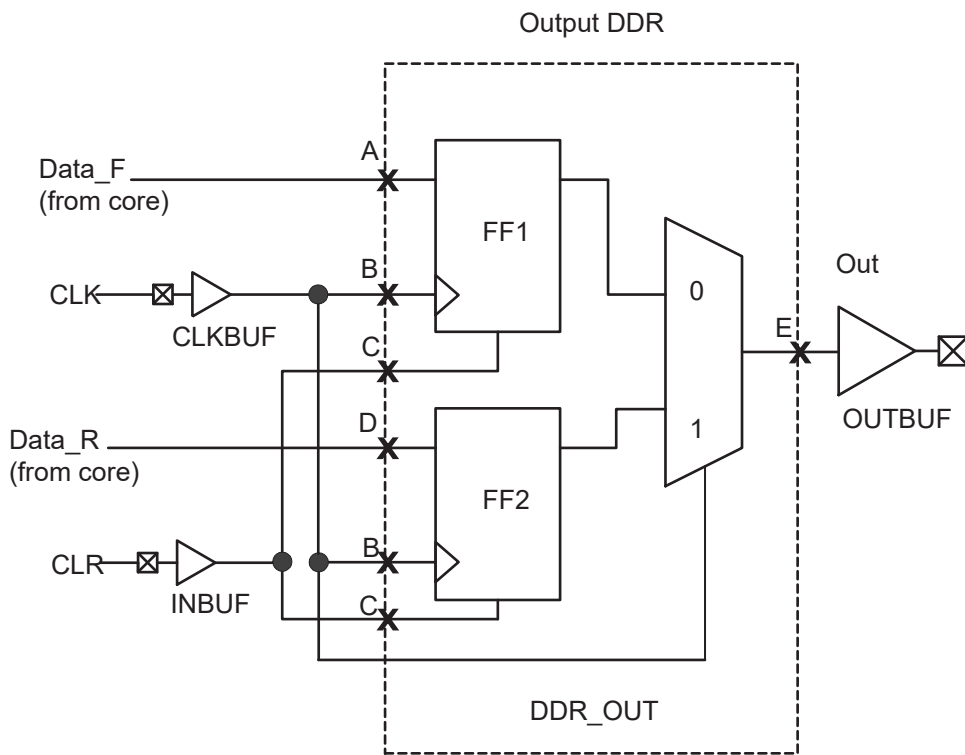 Output DDR
A
Data_F
(from core)
FF1
B
CLK
CLKBUF
0
Out
E
C
OUTBUF
D
Data_R
(from core)
1
FF2
B
CLR
INBUF
C
DDR_OUT